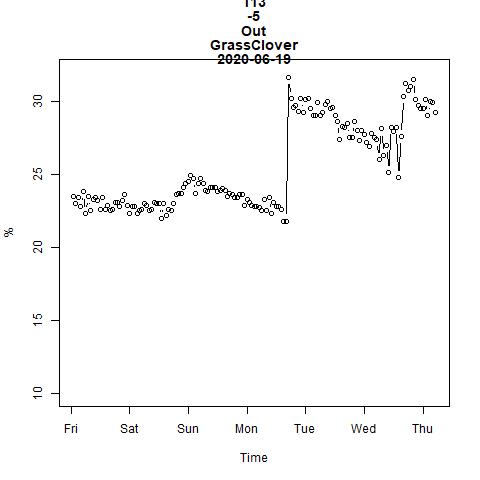 113
-5
Out
GrassClover
2020-06-19
%
30
25
20
15
10
Fri
Sat
Sun
Mon
Tue
Wed
Thu
Time